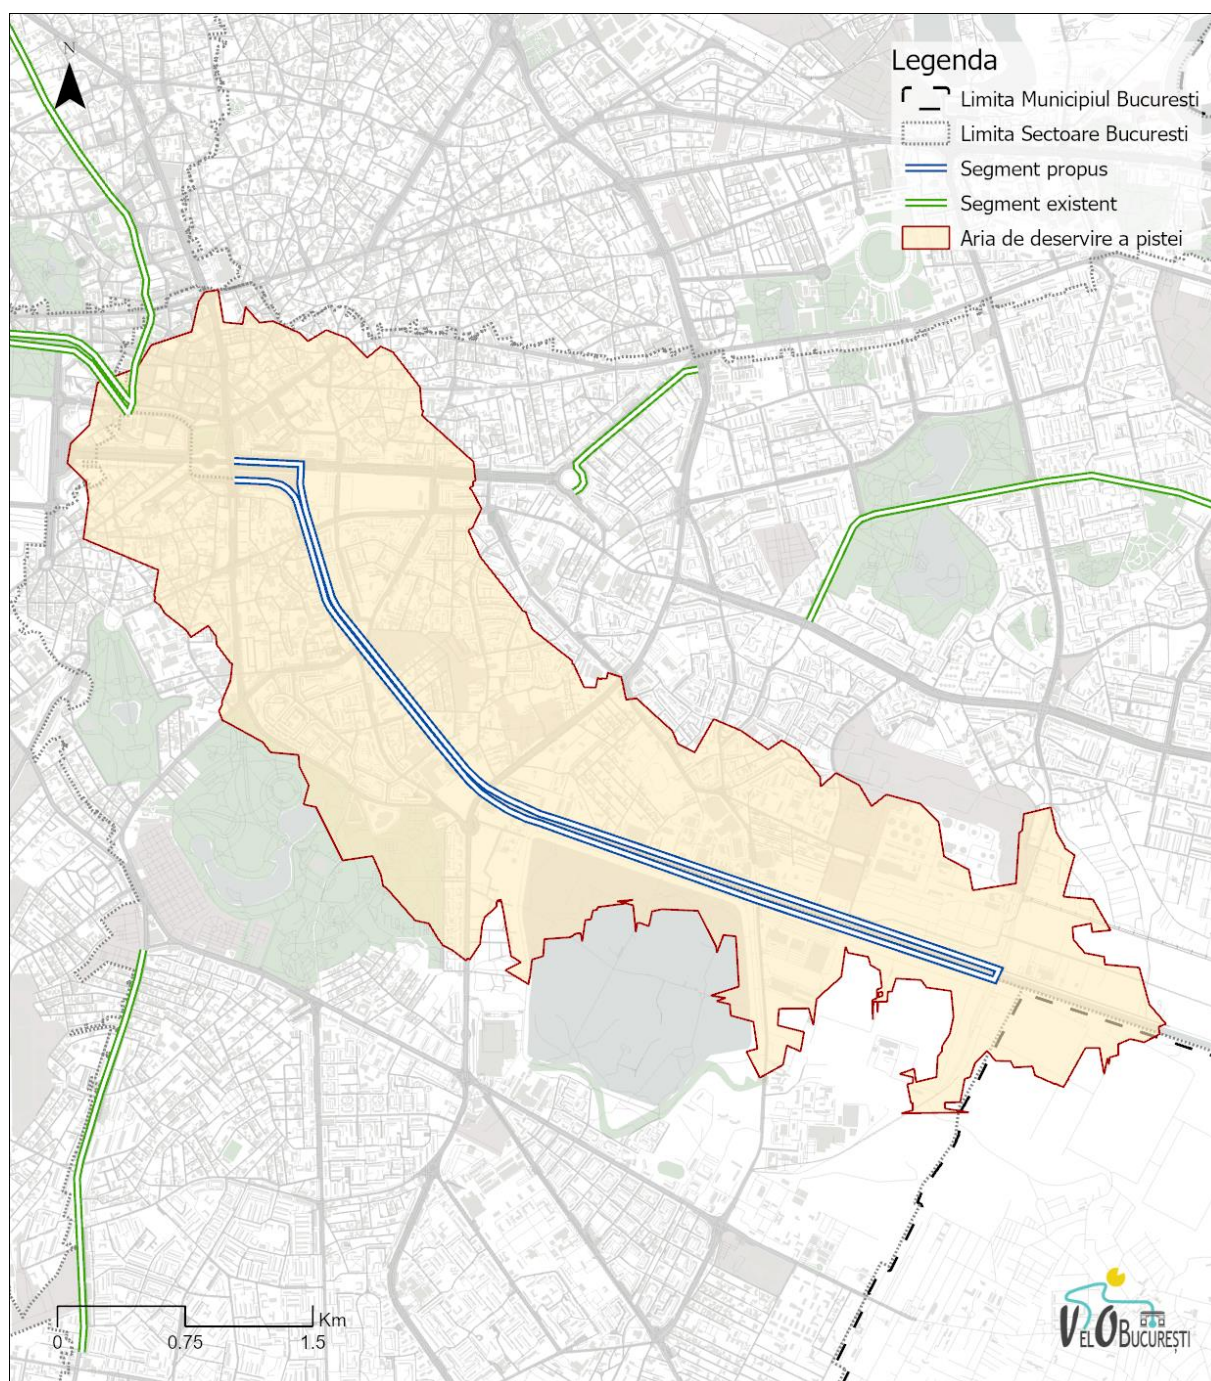 N
Legenda
Limita Municipiul Bucuresti
Limita Sectoare Bucuresti
Segment propus
Segment existent
Aria de deservire a pistei
Km
0
0.75
1.5
VELO BUCUREȘTI